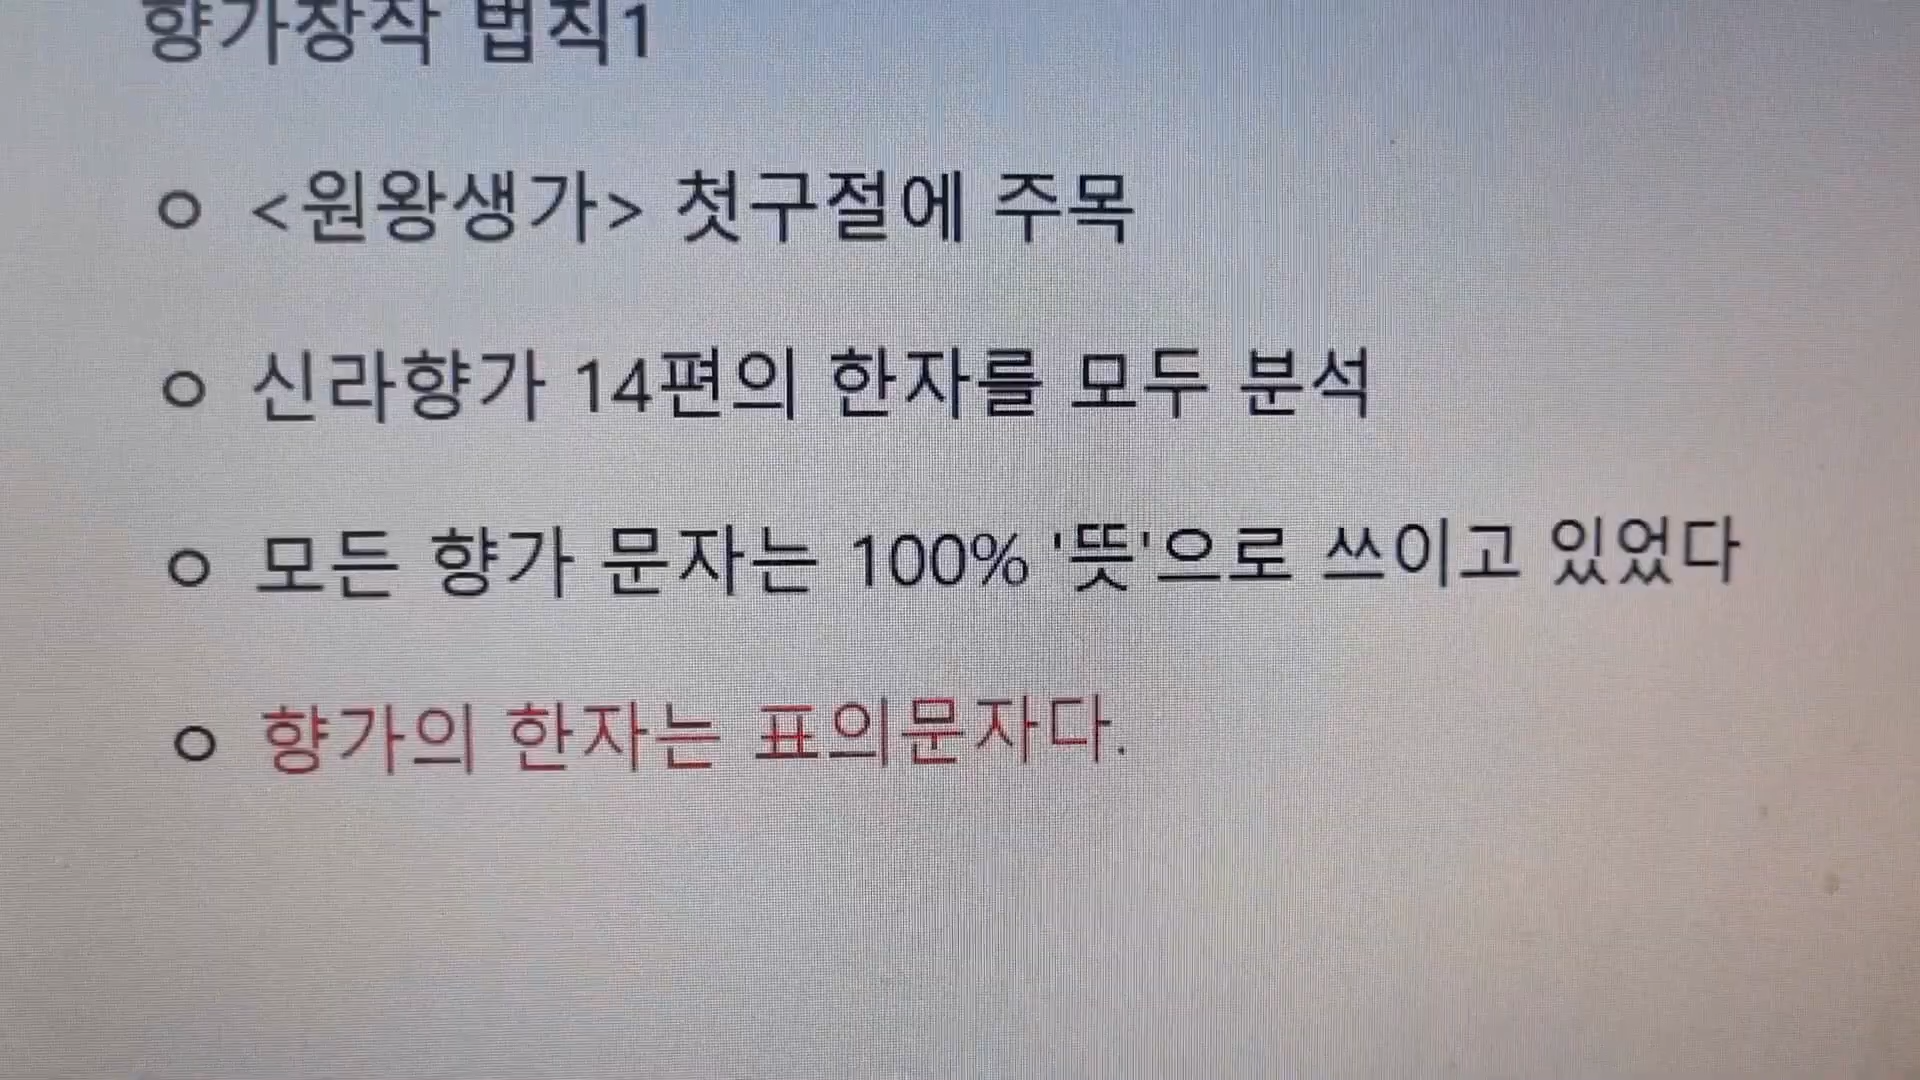 향가창작 법칙1
○ <원왕생가> 첫구절에 주목
○ 신라향가 14편의 한자를 모두 분석
○ 모든 향가 문자는 100% '뜻'으로 쓰이고 있었다
○ 향가의 한자는 표의문자다.